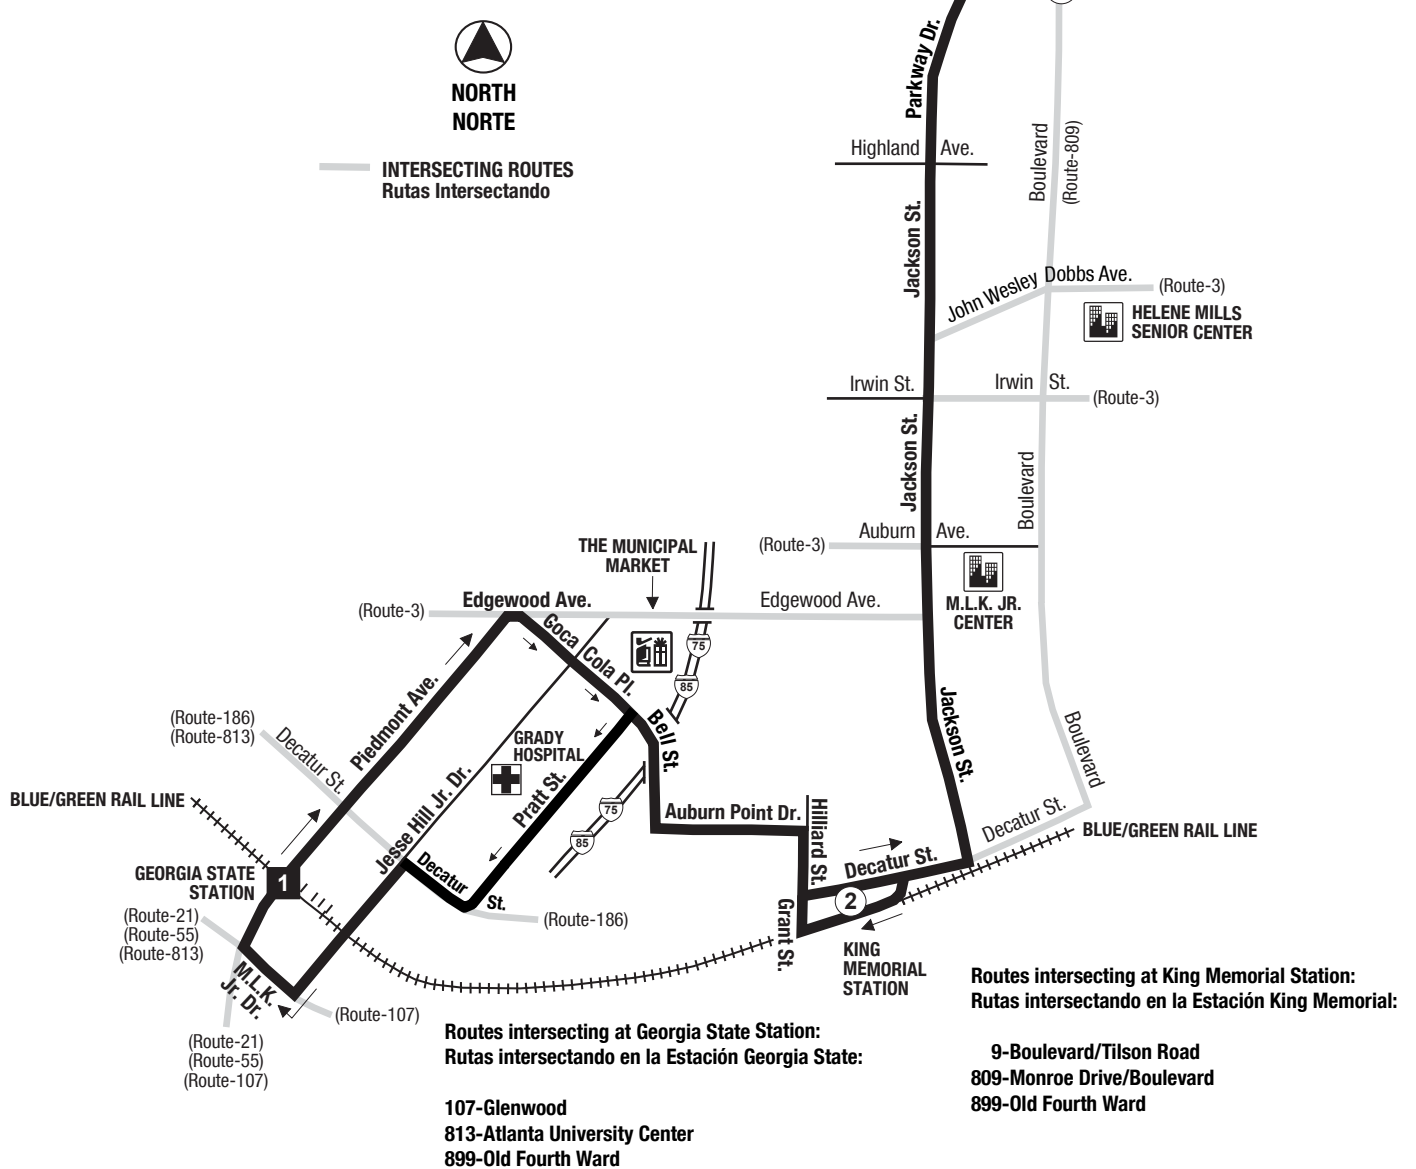 NORTH
NORTE
INTERSECTING ROUTES
Rutas Intersectando
Parkway Dr.
Highland Ave.
Boulevard
(Route-809)
Jackson St.
John Wesley Dobbs Ave.
(Route-3)
HELENE MILLS
SENIOR CENTER
Irwin St.
Irwin St.
(Route-3)
Jackson St.
Boulevard
Auburn Ave.
(Route-3)
THE MUNICIPAL
MARKET
M.L.K. JR.
CENTER
(Route-3)
Edgewood Ave.
Edgewood Ave.
Coca Cola Pl.
75
85
Piedmont Ave.
Bell St.
Jackson St.
Boulevard
(Route-186)
(Route-813)
Decatur St.
GRADY
HOSPITAL
Jesse Hill Jr. Dr.
Pratt St.
75
85
BLUE/GREEN RAIL LINE
Auburn Point Dr.
Hilliard St.
Decatur St.
Decatur St.
BLUE/GREEN RAIL LINE
GEORGIA STATE
STATION
1
Decatur St.
2
Grant St.
(Route-186)
(Route-21)
(Route-55)
(Route-813)
KING
MEMORIAL
STATION
M.L.K.
Jr. Dr.
(Route-107)
(Route-21)
(Route-55)
(Route-107)
Routes intersecting at Georgia State Station:
Rutas intersectando en la Estación Georgia State:
107-Glenwood
813-Atlanta University Center
899-Old Fourth Ward
Routes intersecting at King Memorial Station:
Rutas intersectando en la Estación King Memorial:
9-Boulevard/Tilson Road
809-Monroe Drive/Boulevard
899-Old Fourth Ward